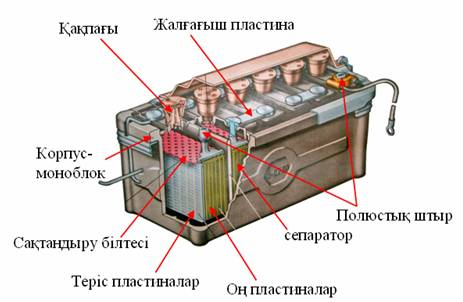 Қақпағы
Жалғағыш пластина
Корпус-
моноблок
Полюстық штыр
Сақтандыру білтесі
сепаратор
Теріс пластиналар
Оң пластиналар